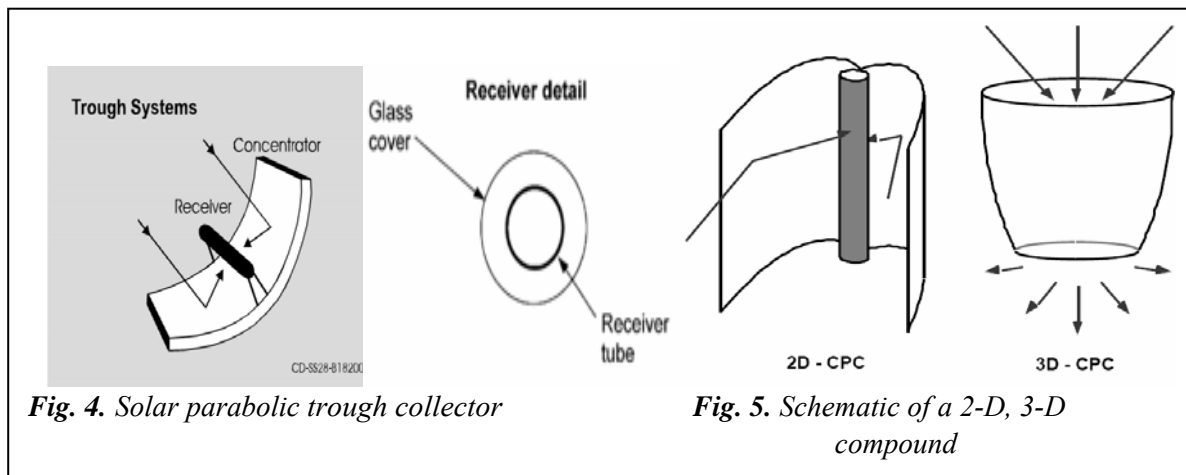 Trough Systems
Concentrator
Receiver
CD-SS28-B18200
Receiver detail
Glass
cover
Receiver
tube
2D - CPC
3D - CPC
Fig. 4. Solar parabolic trough collector
Fig. 5. Schematic of a 2-D, 3-D
compound